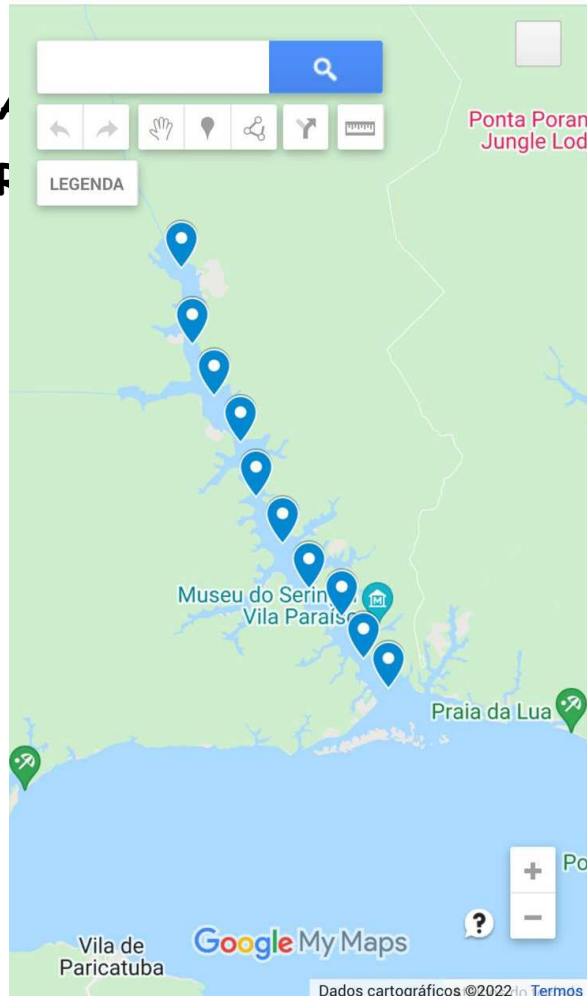 Ponta Poran
Jungle Lod
LEGENDA
Museu do Serin
Vila Paraís
Praia da Lua
Po
Vila de
Paricatuba
Google My Maps
?
Dados cartográficos ©2022
Termos